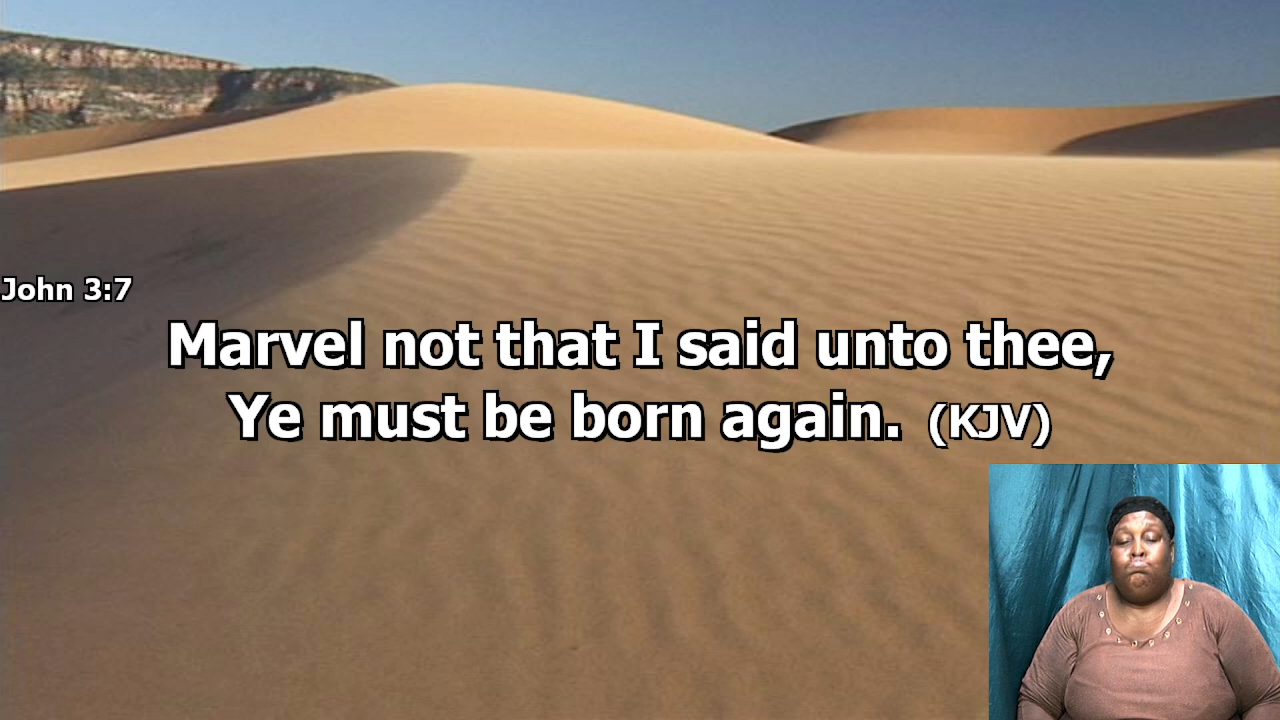 John 3:7
Marvel not that I said unto thee,
Ye must be born again. (KJV)